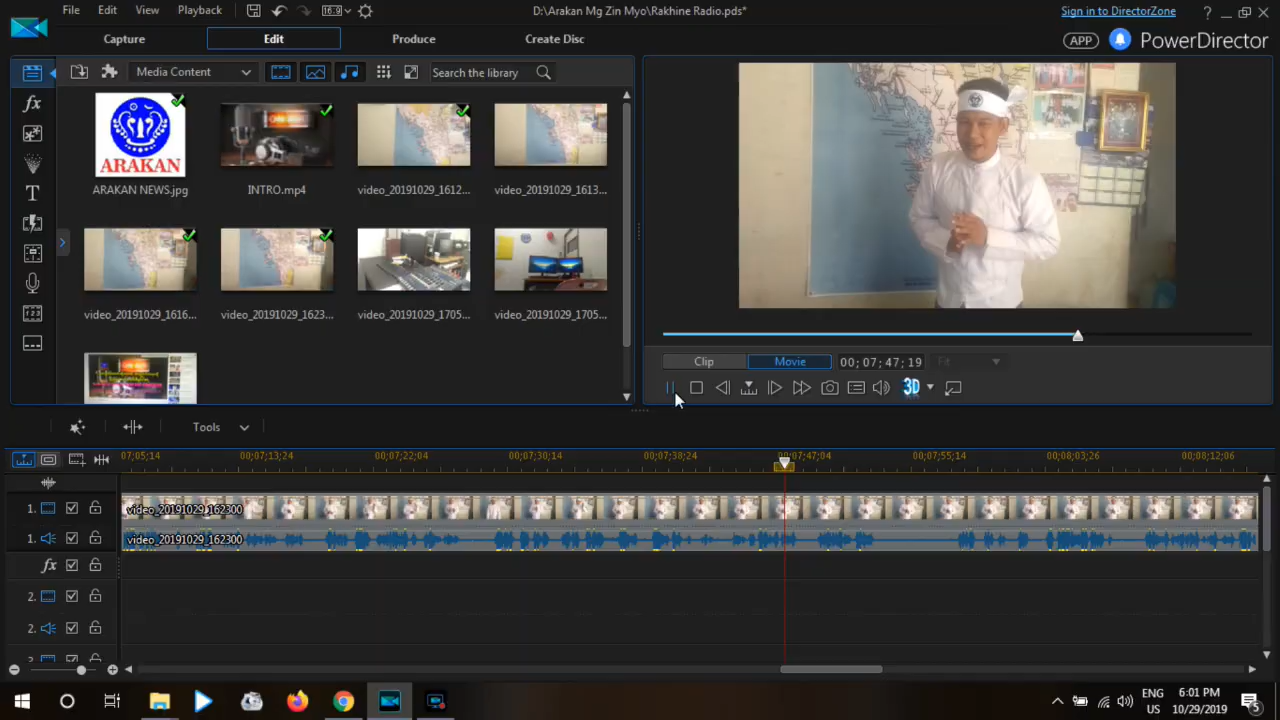 File Edit View Playback 16:9 D:\Arakan Mg Zin Myo\Rakhine Radio.pds* Sign in to DirectorZone ?
Capture Edit Produce Create Disc APP PowerDirector
Media Content Search the library
ARAKAN
ARAKAN NEWS.jpg INTRO.mp4 video_20191029_1612... video_20191029_1613...
video_20191029_1616... video_20191029_1623... video_20191029_1705... video_20191029_1705...
Clip Movie 00;07;47;19 Fit
3D
Tools
07;05;14 00;07;13;24 00;07;22;04 00;07;30;14 00;07;38;24 00;07;47;04 00;07;55;14 00;08;03;26 00;08;12;06
1. video_20191029_162300
1. video_20191029_162300
fx
2.
2.
ENG 6:01 PM
US 10/29/2019 5